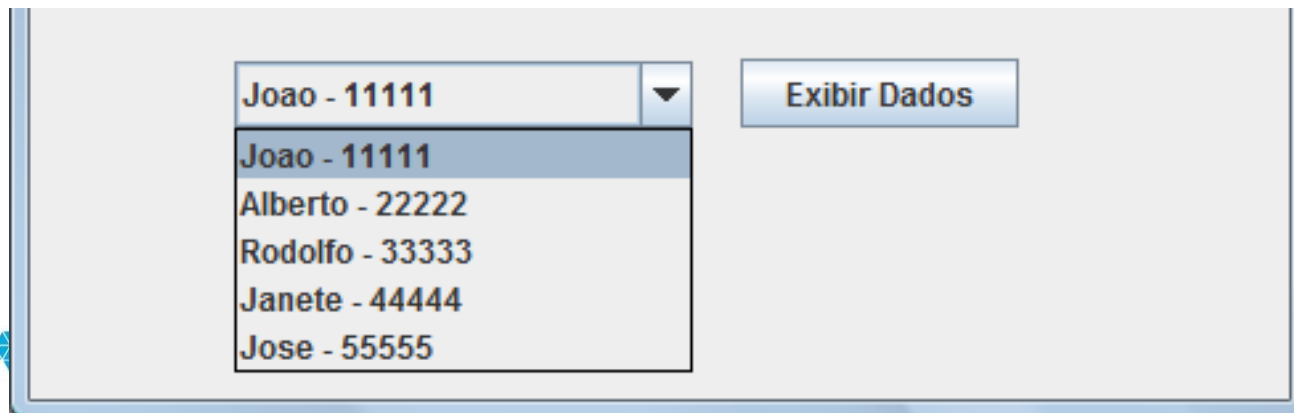 Joao - 11111
Exibir Dados
Joao - 11111
Alberto - 22222
Rodolfo - 33333
Janete - 44444
Jose - 55555